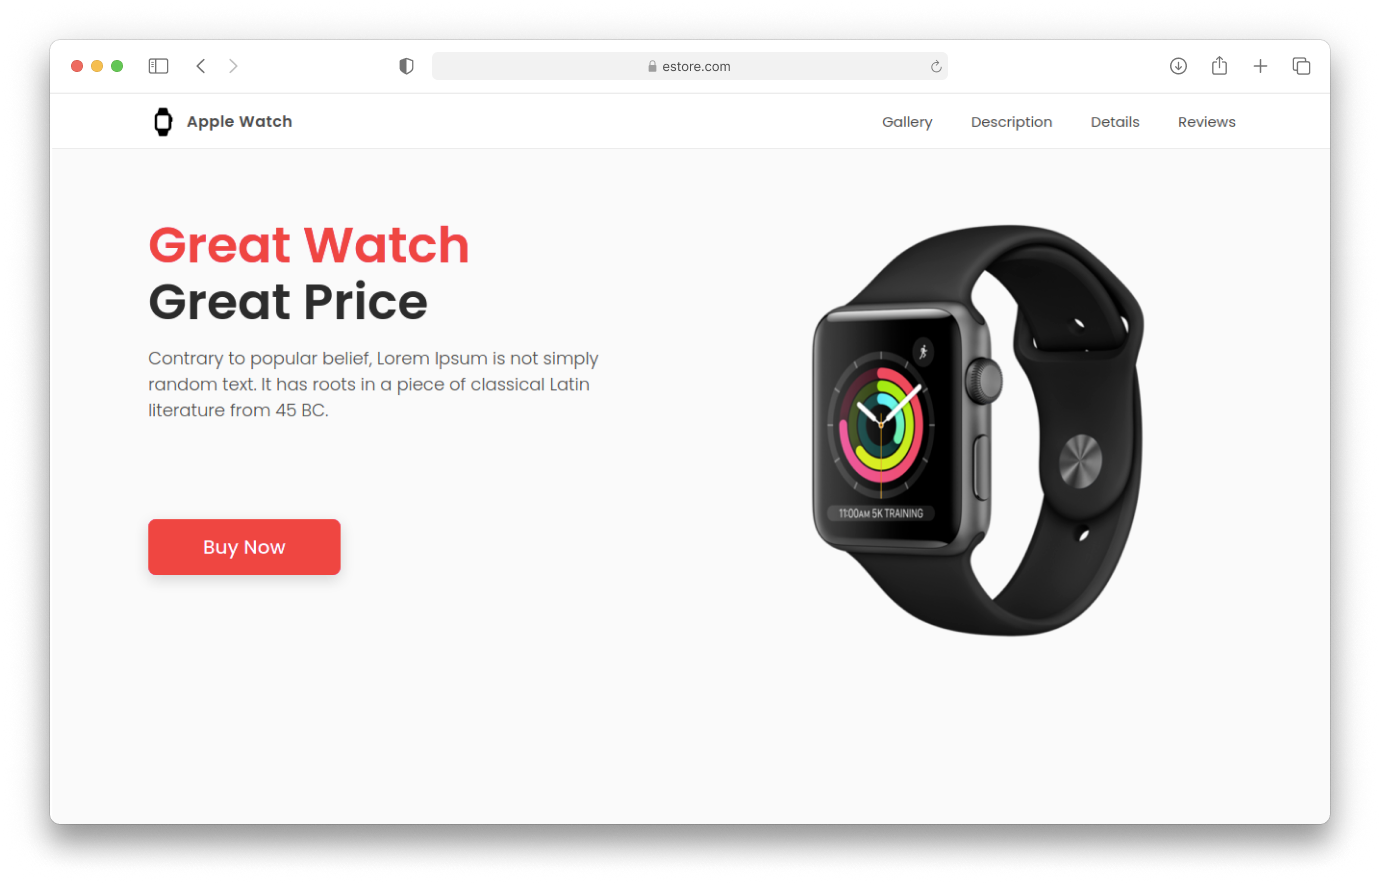 estore.com
Apple Watch
Gallery Description Details Reviews
Great Watch
Great Price
Contrary to popular belief, Lorem Ipsum is not simply
random text. It has roots in a piece of classical Latin
literature from 45 BC.
Buy Now
11:00AM 5K TRAINING